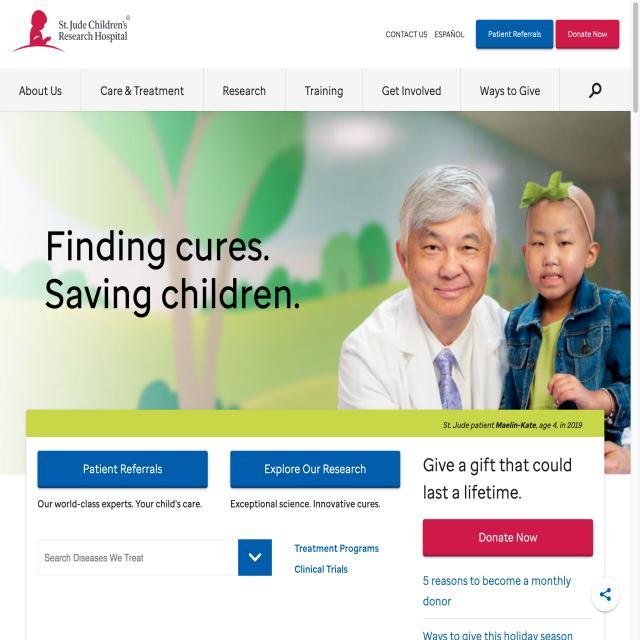 St. Jude Children's®
Research Hospital
CONTACT US ESPAÑOL
Patient Referrals
Donate Now
About Us
Care & Treatment
Research
Training
Get Involved
Ways to Give
Finding cures.
Saving children.
St. Jude patient Maelin-Kate, age 4, in 2019
Patient Referrals
Our world-class experts. Your child's care.
Explore Our Research
Exceptional science. Innovative cures.
Search Diseases We Treat
Treatment Programs
Clinical Trials
Give a gift that could
last a lifetime.
Donate Now
5 reasons to become a monthly
donor
Ways to give this holiday season